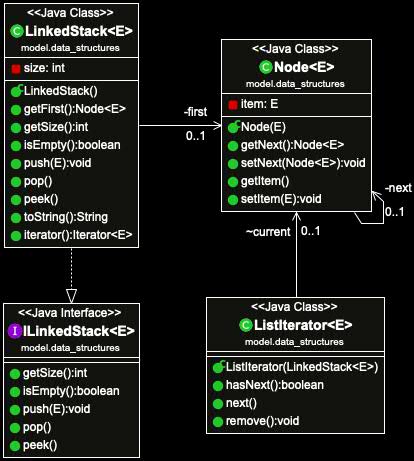 <<Java Class>>
LinkedStack<E>
model.data_structures
size: int
LinkedStack()
getFirst():Node<E>
getSize():int
isEmpty():boolean
push(E):void
pop()
peek()
toString():String
iterator():Iterator<E>
-first
0..1
<<Java Class>>
Node<E>
model.data_structures
item: E
Node(E)
getNext():Node<E>
setNext(Node<E>):void
getItem()
setItem(E):void
-next
0..1
~current
0..1
<<Java Interface>>
I ILinkedStack<E>
model.data_structures
getSize():int
isEmpty():boolean
push(E):void
pop()
peek()
<<Java Class>>
ListIterator<E>
model.data_structures
ListIterator(LinkedStack<E>)
hasNext():boolean
next()
remove():void